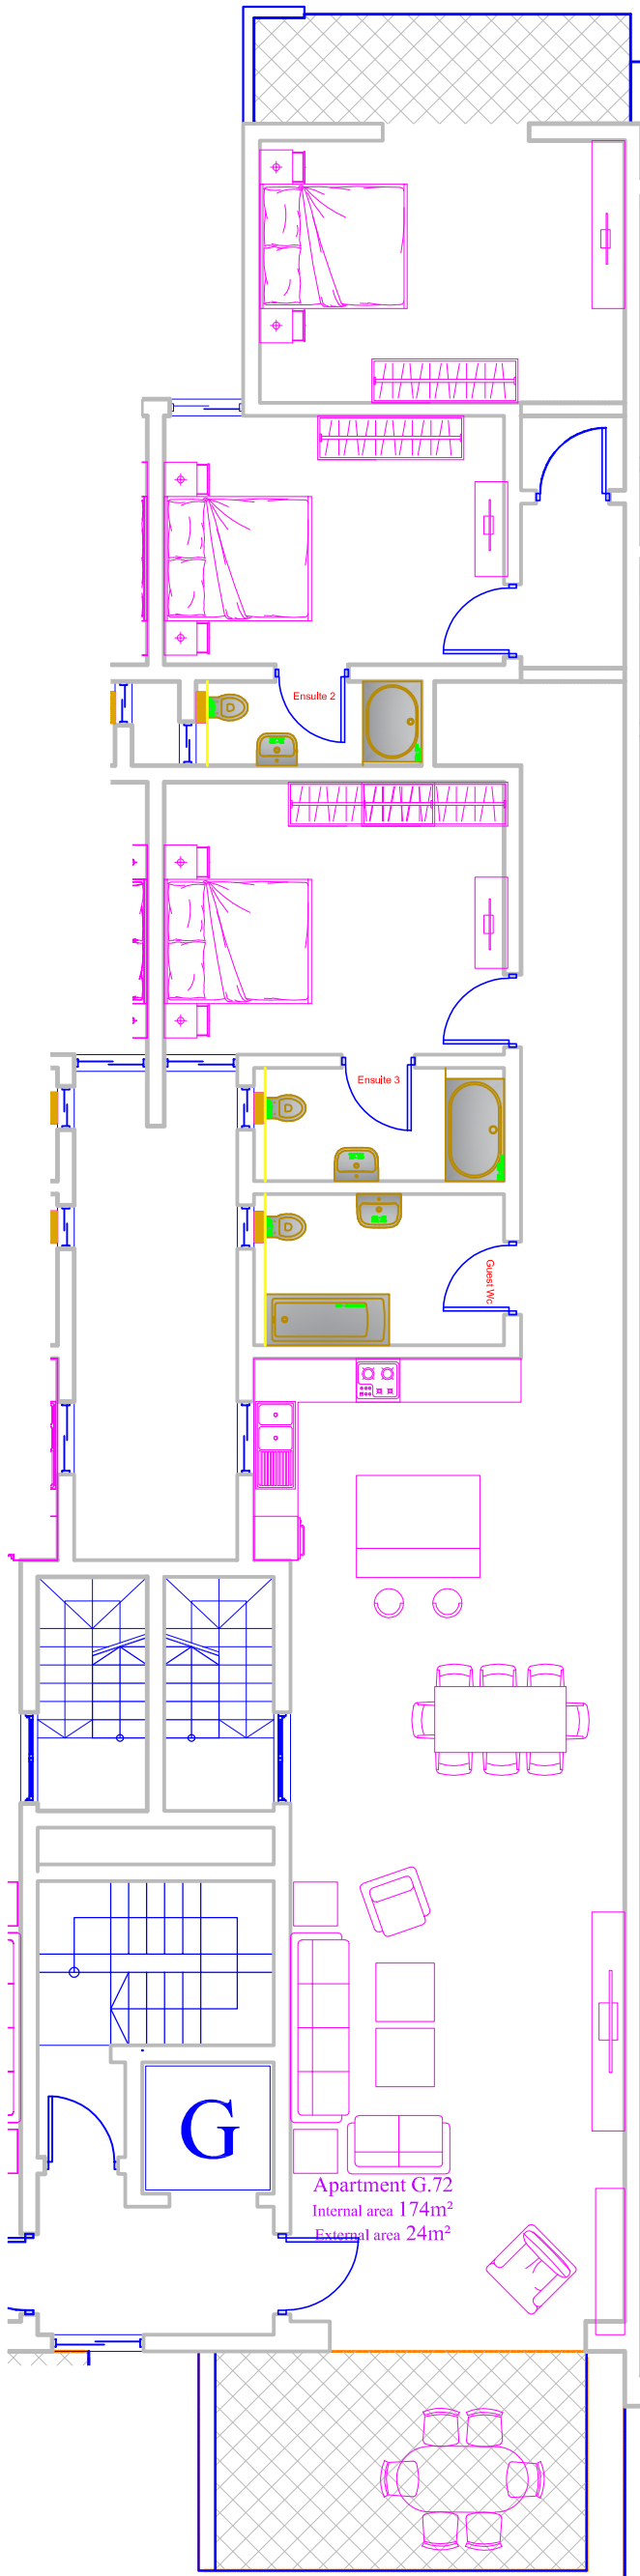 Ensuite 2
Ensuite 3
Guest Wc
G
Apartment G.72
Internal area 174m²
External area 24m²